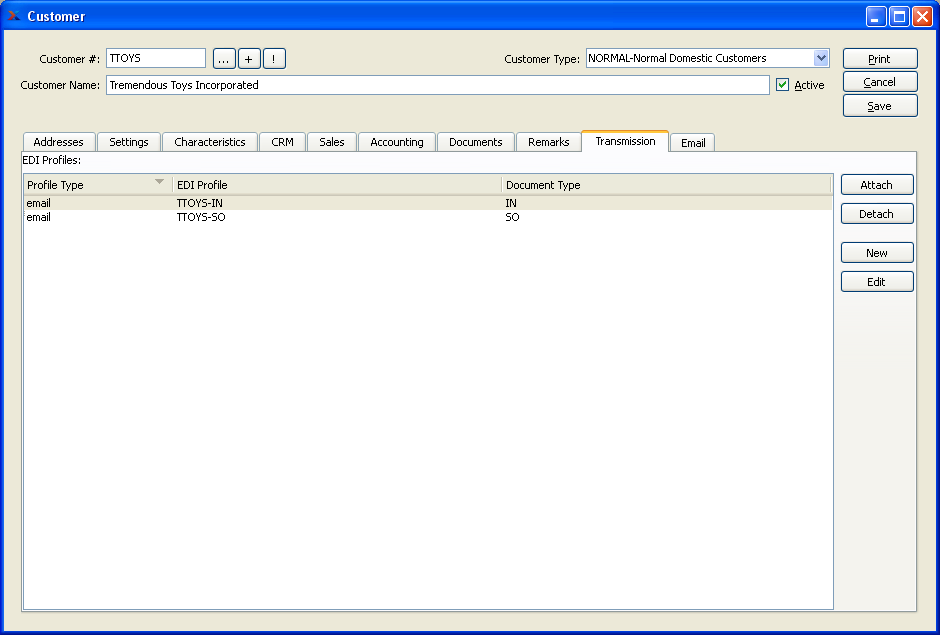 Customer
Customer #: TTOYS ... + ! Customer Type: NORMAL-Normal Domestic Customers Print
Customer Name: Tremendous Toys Incorporated Active Cancel
Save
Addresses Settings Characteristics CRM Sales Accounting Documents Remarks Transmission Email
EDI Profiles:
Profile Type EDI Profile Document Type Attach
email TTOYS-IN IN
email TTOYS-SO SO Detach
New
Edit